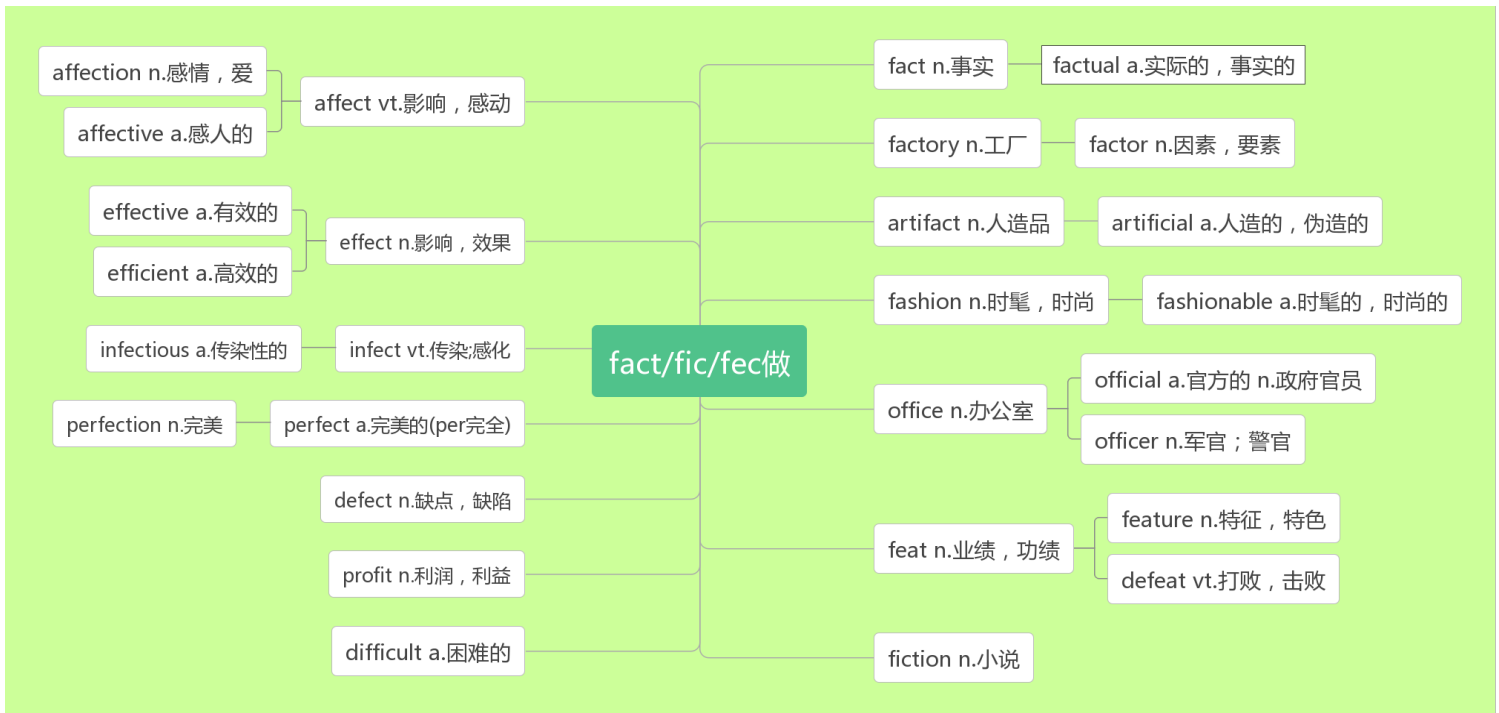 affection n.感情，爱
affective a.感人的
affect vt.影响，感动
effective a.有效的
efficient a.高效的
effect n.影响，效果
infectious a.传染性的
infect vt.传染;感化
perfection n.完美
perfect a.完美的(per完全)
defect n.缺点，缺陷
profit n.利润，利益
difficult a.困难的
fact/fic/fec做
fact n.事实
factual a.实际的，事实的
factory n.工厂
factor n.因素，要素
artifact n.人造品
artificial a.人造的，伪造的
fashion n.时髦，时尚
fashionable a.时髦的，时尚的
office n.办公室
official a.官方的 n.政府官员
officer n.军官；警官
feat n.业绩，功绩
feature n.特征，特色
defeat vt.打败，击败
fiction n.小说